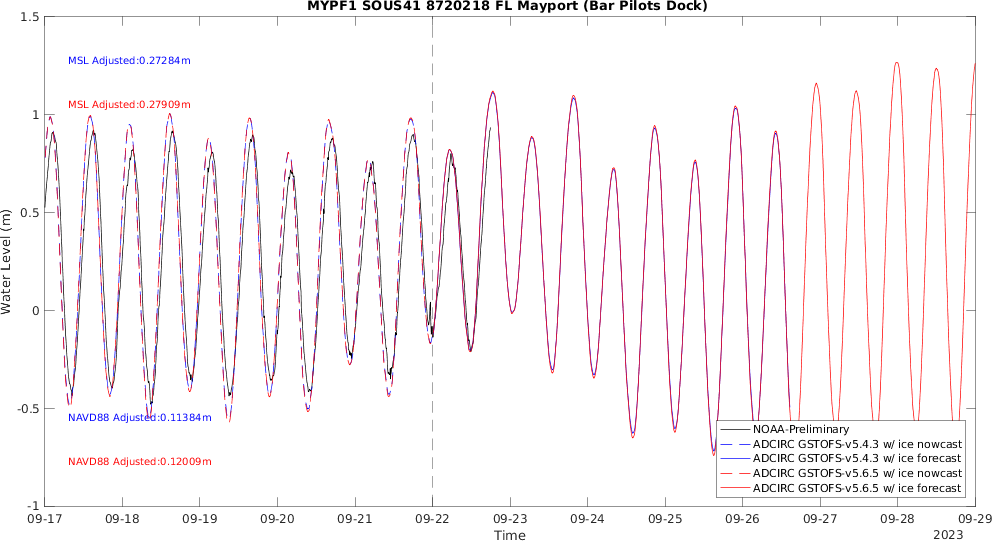 MYPF1 SOUS41 8720218 FL Mayport (Bar Pilots Dock)
1.5
MSL Adjusted:0.27284m
MSL Adjusted:0.27909m
1
0.5
Water Level (m)
0
-0.5
NAVD88 Adjusted:0.11384m
NAVD88 Adjusted:0.12009m
NOAA-Preliminary
ADCIRC GSTOFS-v5.4.3 w/ ice nowcast
ADCIRC GSTOFS-v5.4.3 w/ ice forecast
ADCIRC GSTOFS-v5.6.5 w/ ice nowcast
ADCIRC GSTOFS-v5.6.5 w/ ice forecast
-1
09-17 09-18 09-19 09-20 09-21 09-22 09-23 09-24 09-25 09-26 09-27 09-28 09-29
Time
2023